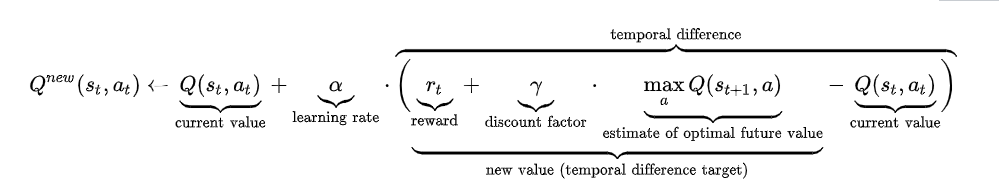 temporal difference
Q^{new}(s_t, a_t) ← Q(s_t, a_t) + α · ( r_t + γ · max_a Q(s_{t+1}, a) − Q(s_t, a_t) )
current value learning rate reward discount factor estimate of optimal future value current value
new value (temporal difference target)